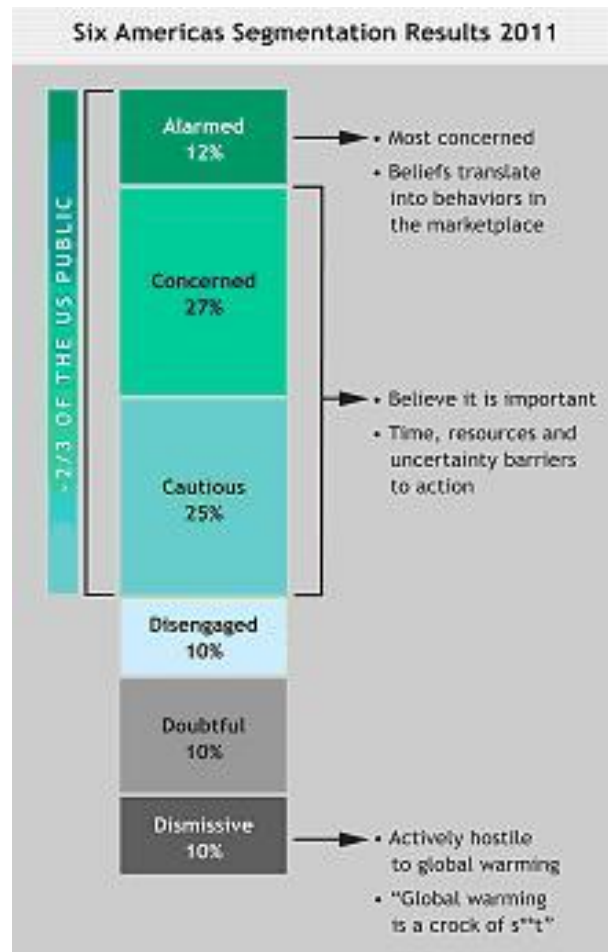 Six Americas Segmentation Results 2011
~2/3 OF THE US PUBLIC
Alarmed
12%
• Most concerned
• Beliefs translate
into behaviors in
the marketplace
Concerned
27%
• Believe it is important
• Time, resources and
uncertainty barriers
to action
Cautious
25%
Disengaged
10%
Doubtful
10%
Dismissive
10%
• Actively hostile
to global warming
• “Global warming
is a crock of s**t”